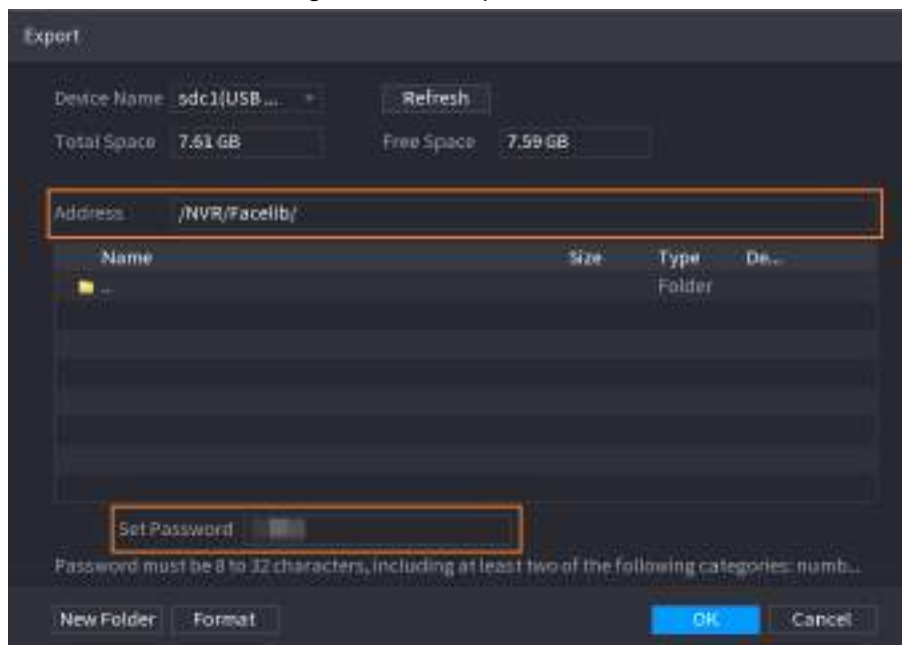 Export
Device Name sdc1(USB ... Refresh
Total Space 7.61 GB Free Space 7.59 GB
Address /NVR/Facelib/
Name Size Type De...
.. Folder
Set Password
Password must be 8 to 32 characters, including at least two of the following categories: numb...
New Folder Format OK Cancel